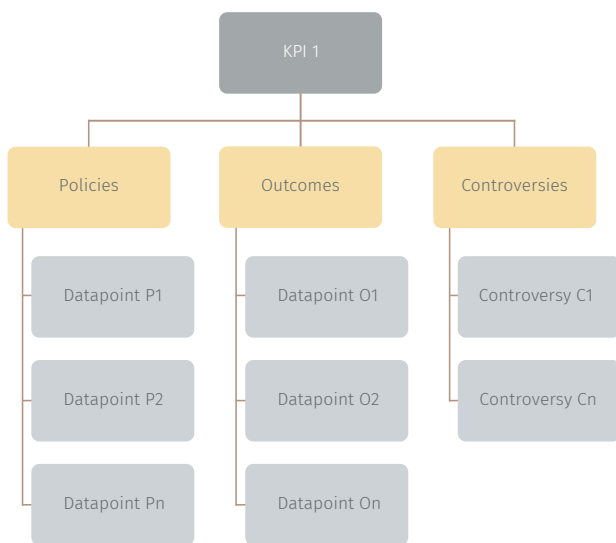 KPI 1
Policies
Outcomes
Controversies
Datapoint P1
Datapoint O1
Controversy C1
Datapoint P2
Datapoint O2
Controversy Cn
Datapoint Pn
Datapoint On